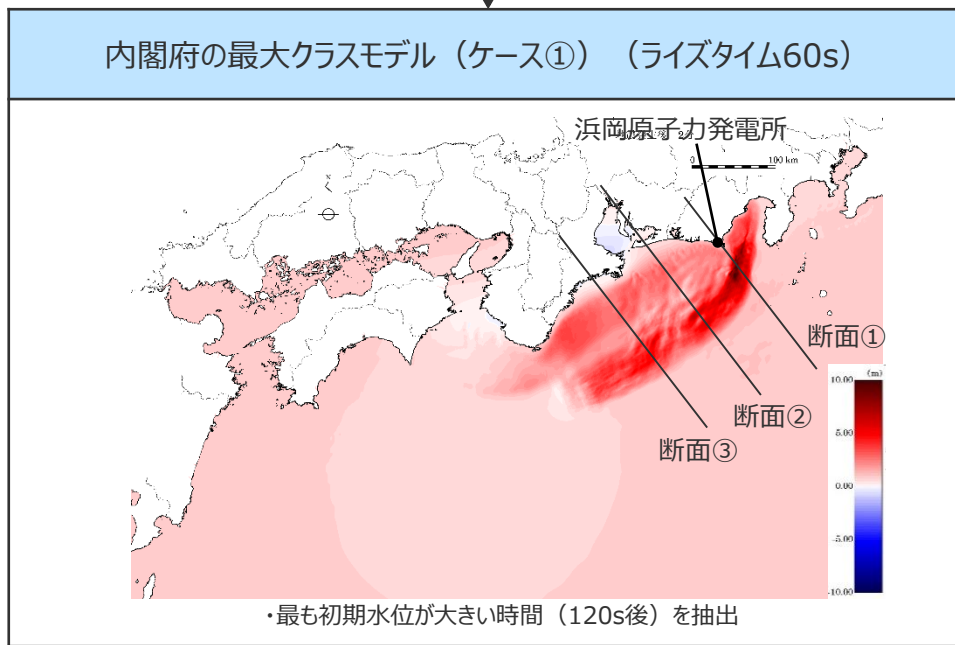 内閣府の最大クラスモデル（ケース①）（ライズタイム60s）
浜岡原子力発電所
0 100 km
N
断面①
断面②
断面③
(m)
10.00
5.00
0.00
-5.00
-10.00
・最も初期水位が大きい時間（120s後）を抽出